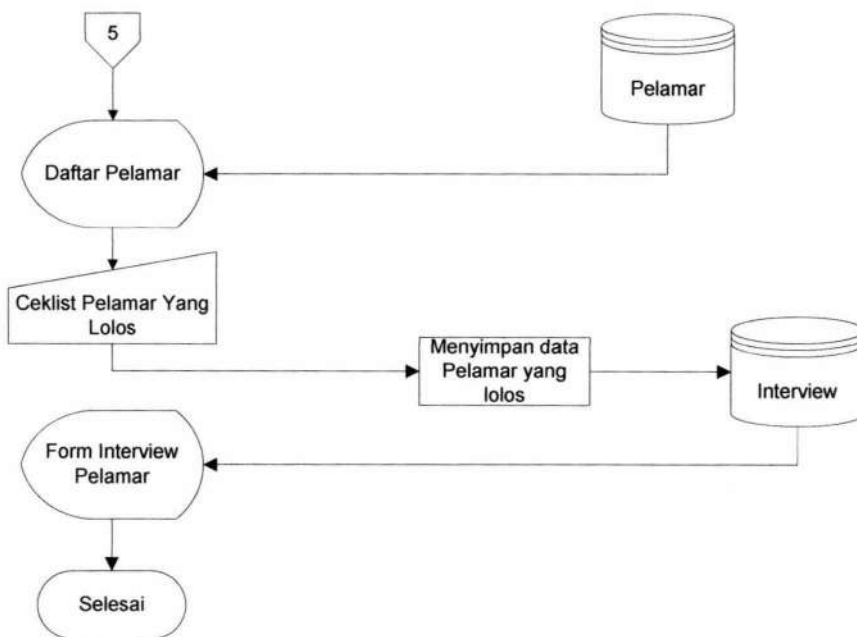 5
Pelamar
Daftar Pelamar
Ceklist Pelamar Yang
Lolos
Menyimpan data
Pelamar yang
lolos
Interview
Form Interview
Pelamar
Selesai